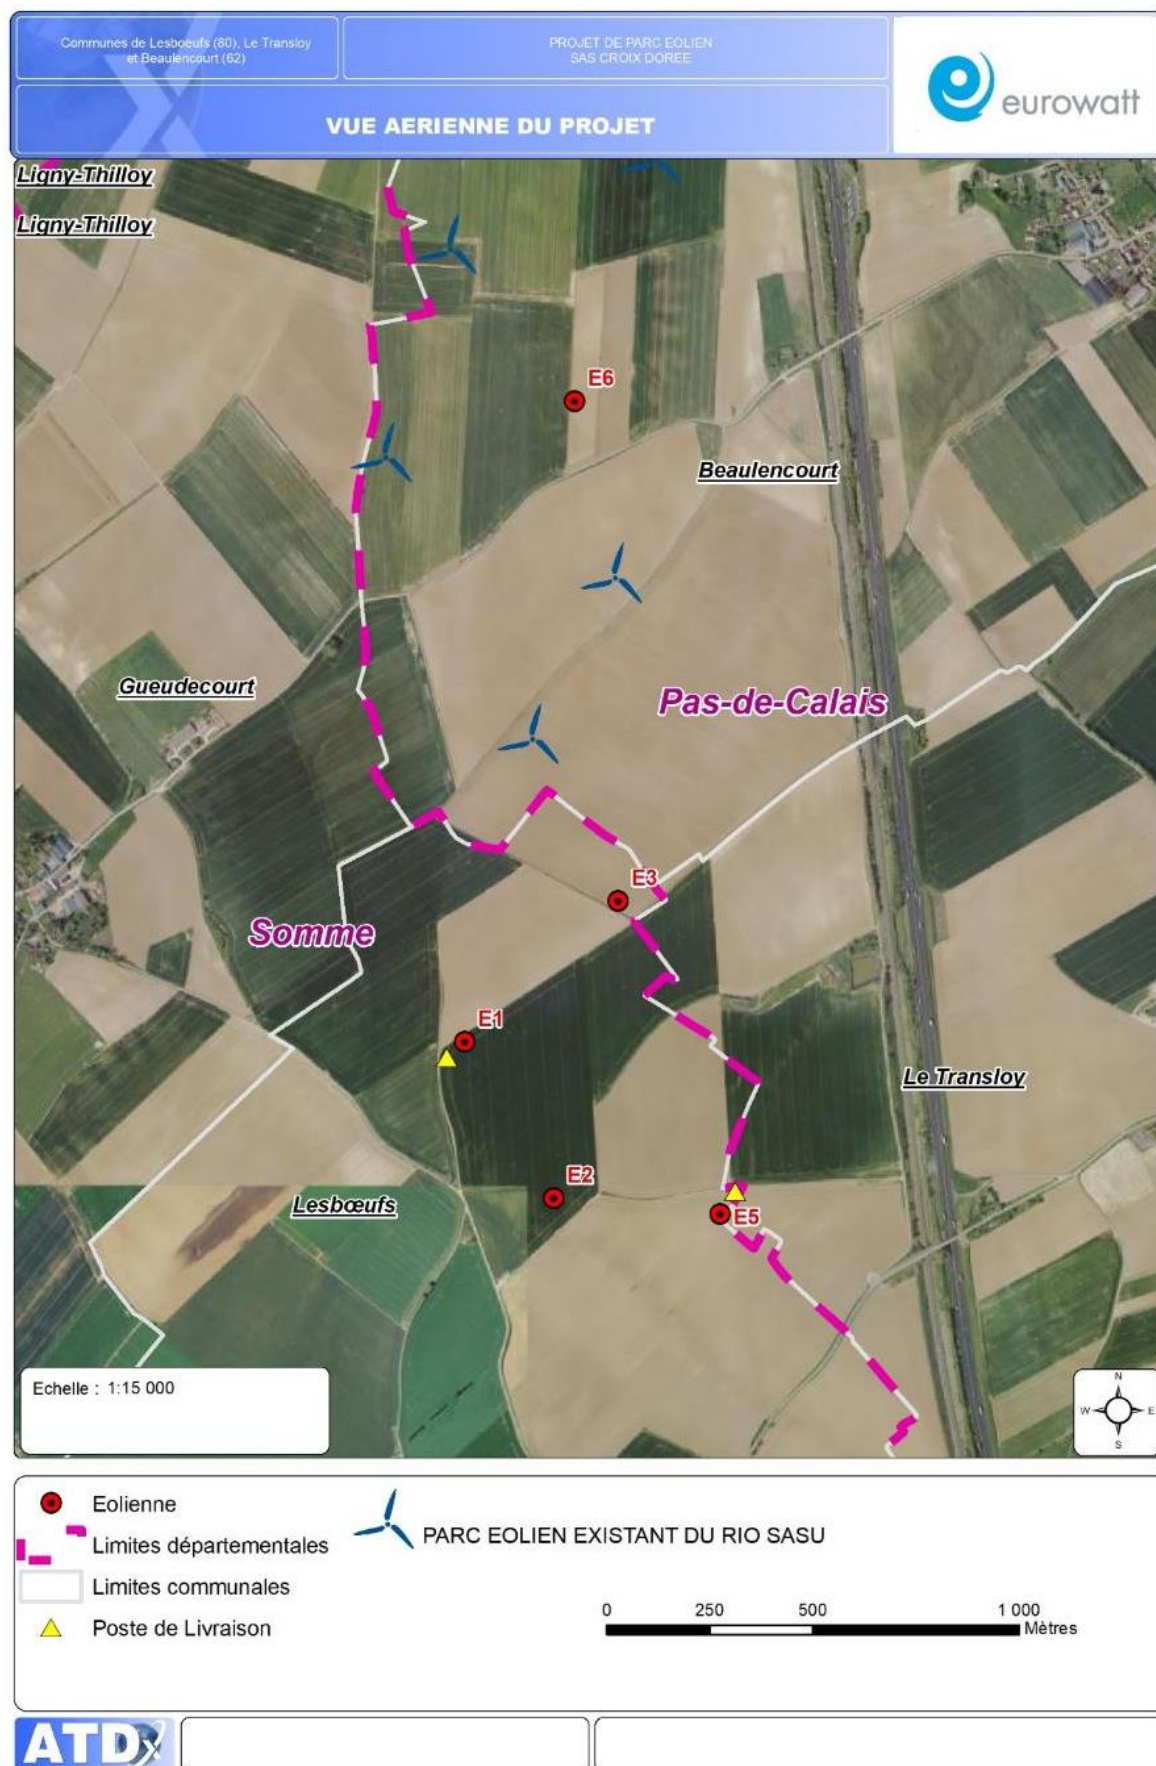 Communes de Lesboeufs (80), Le Transloy
et Beaulencourt (62)
PROJET DE PARC EOLIEN
SAS CROIX DOREE
eurowatt
VUE AERIENNE DU PROJET
Ligny-Thilloy
Ligny-Thilloy
E6
Beaulencourt
Gueudecourt
Pas-de-Calais
E3
Somme
E1
Le Transloy
E2
Lesbœufs
E5
Echelle : 1:15 000
N
W
E
S
Eolienne
Limites départementales
PARC EOLIEN EXISTANT DU RIO SASU
Limites communales
Poste de Livraison
0 250 500 1 000
Mètres
ATDx